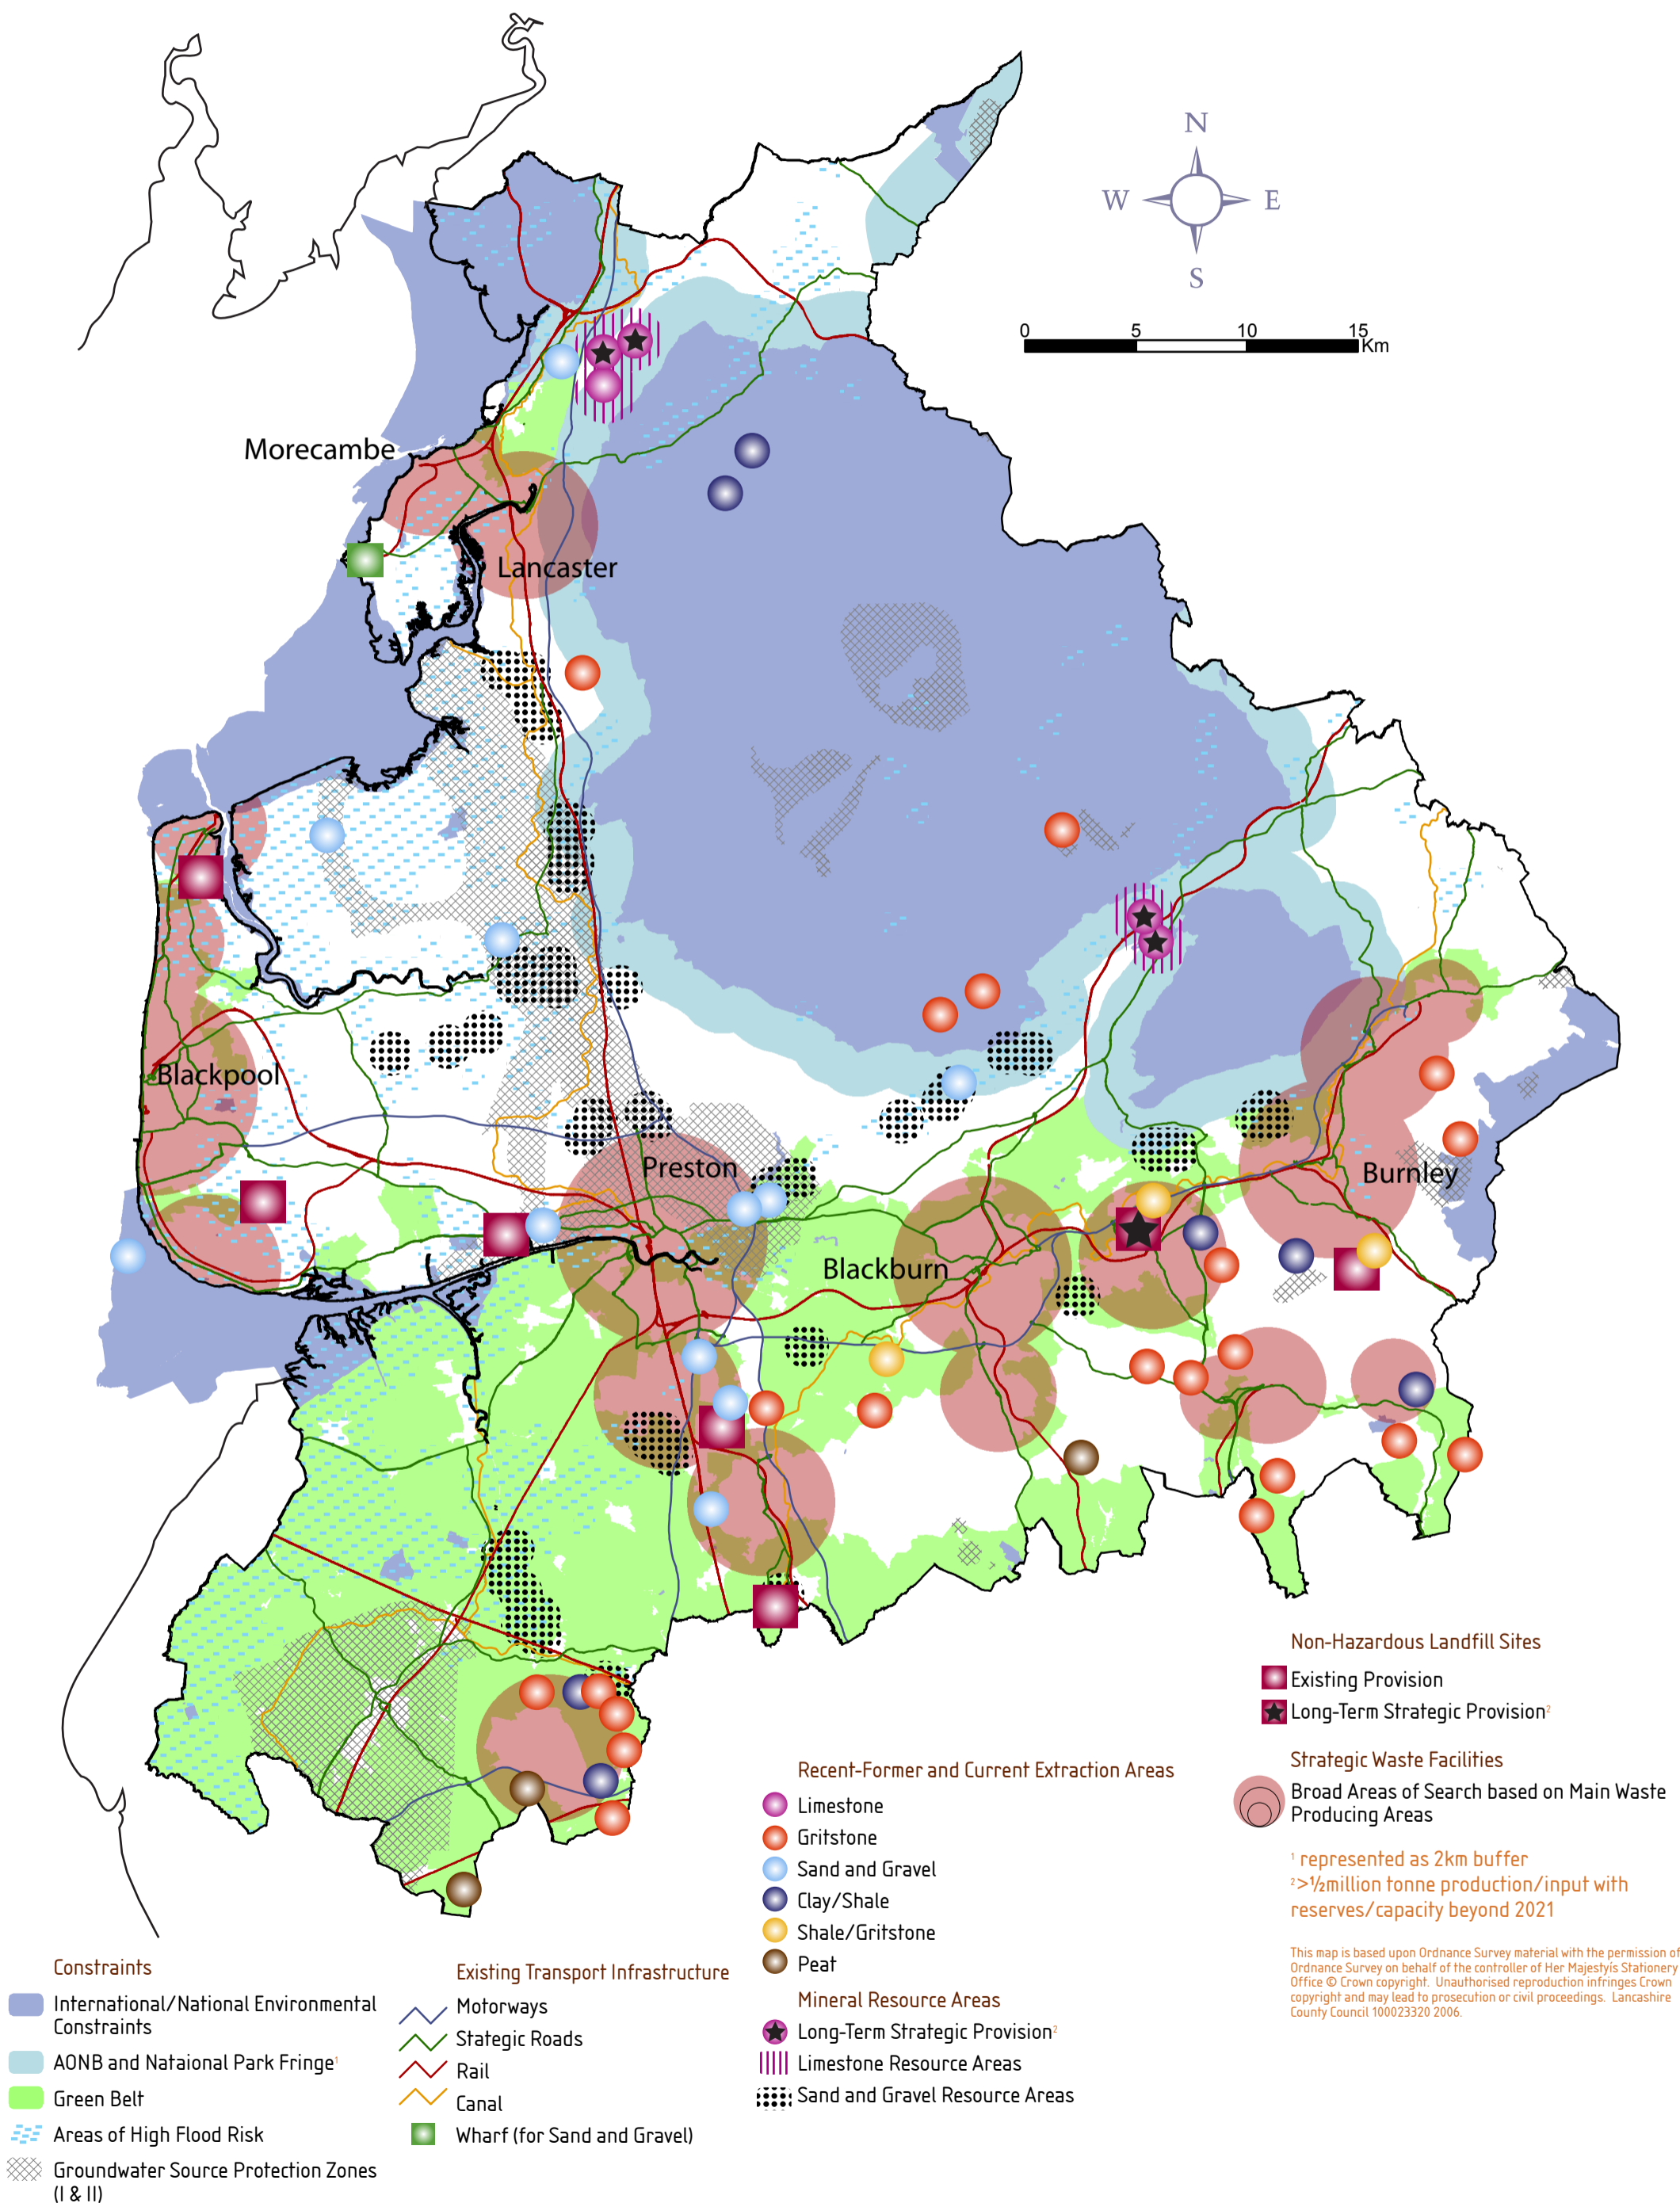 N
W
E
S
0 5 10 15
Km
Morecambe
Lancaster
Blackpool
Preston
Burnley
Blackburn
Non-Hazardous Landfill Sites
Existing Provision
Long-Term Strategic Provision²
Strategic Waste Facilities
Broad Areas of Search based on Main Waste
Producing Areas
¹ represented as 2km buffer
² >½million tonne production/input with
reserves/capacity beyond 2021
This map is based upon Ordnance Survey material with the permission of
Ordnance Survey on behalf of the controller of Her Majestyís Stationery
Office © Crown copyright. Unauthorised reproduction infringes Crown
copyright and may lead to prosecution or civil proceedings. Lancashire
County Council 100023320 2006.
Recent-Former and Current Extraction Areas
Limestone
Gritstone
Sand and Gravel
Clay/Shale
Shale/Gritstone
Peat
Mineral Resource Areas
Long-Term Strategic Provision²
Limestone Resource Areas
Sand and Gravel Resource Areas
Existing Transport Infrastructure
Motorways
Stategic Roads
Rail
Canal
Wharf (for Sand and Gravel)
Constraints
International/National Environmental
Constraints
AONB and Nataional Park Fringe¹
Green Belt
Areas of High Flood Risk
Groundwater Source Protection Zones
(I & II)